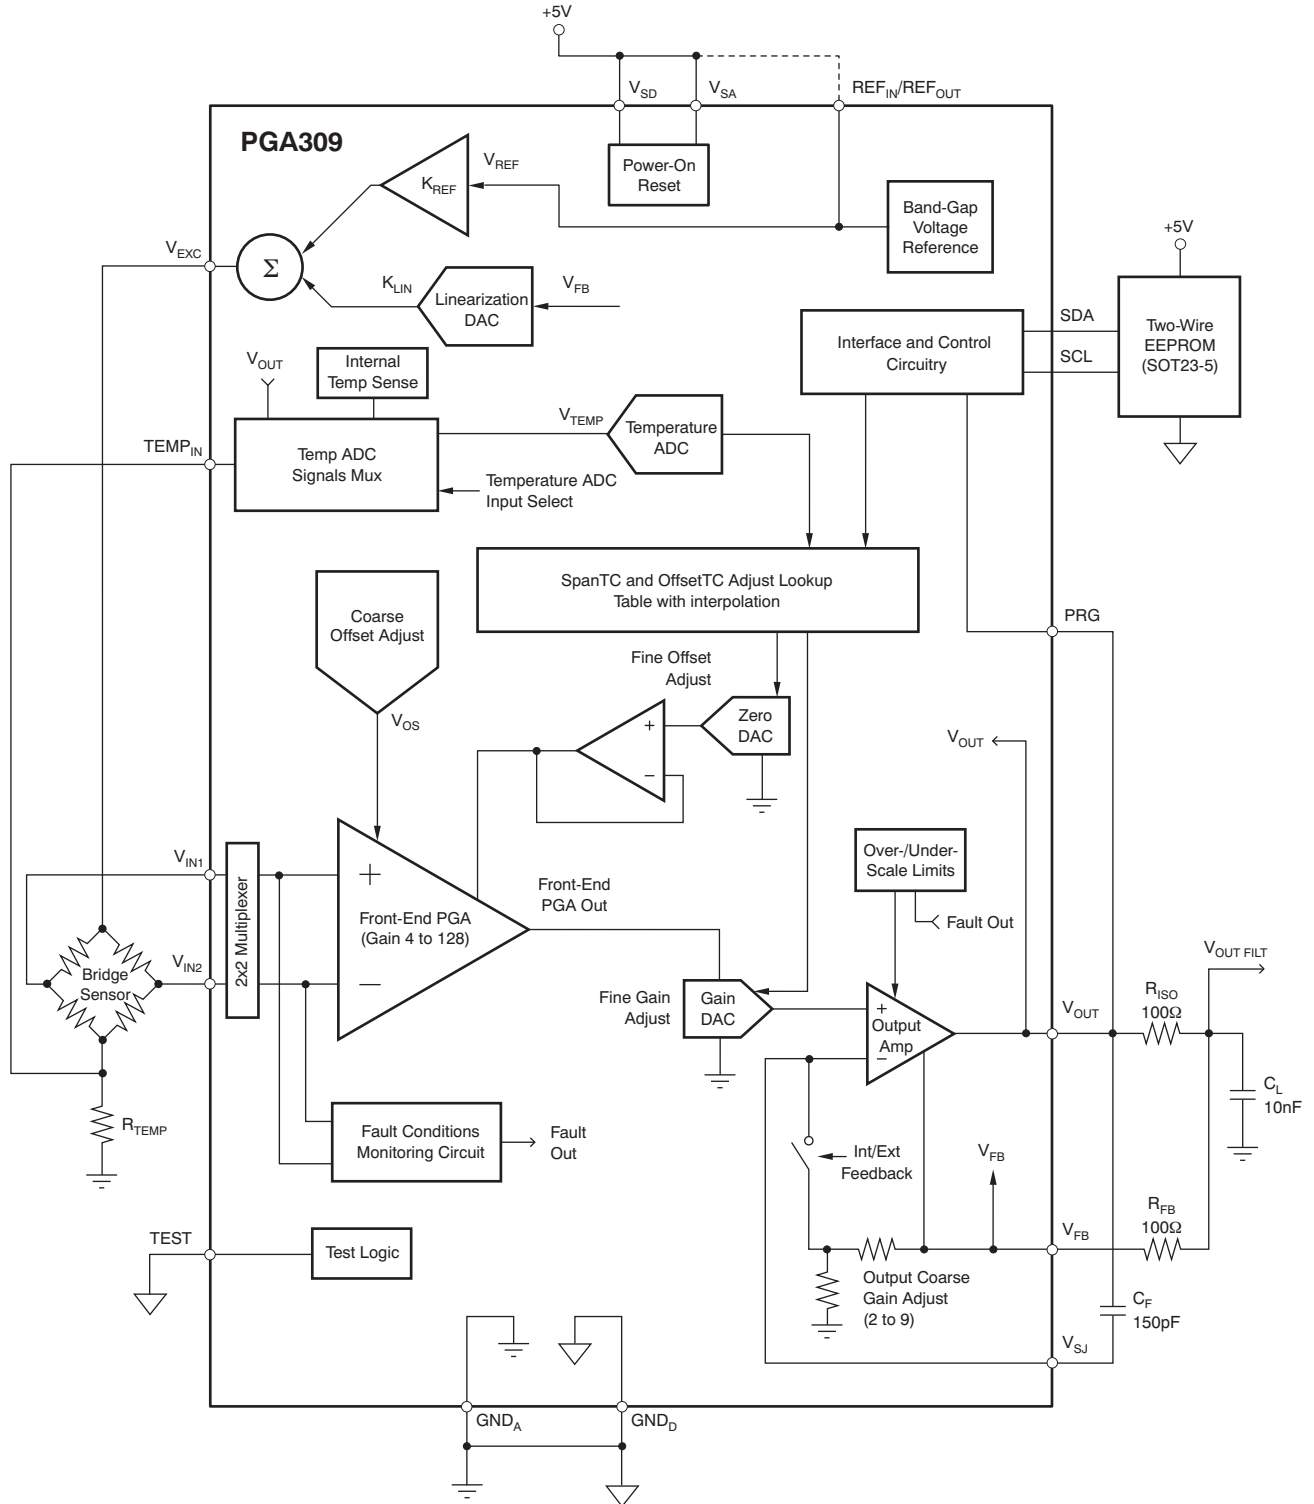 +5V
V_SD
V_SA
REF_IN/REF_OUT
PGA309
Power-On
Reset
V_REF
K_REF
Band-Gap
Voltage
Reference
V_EXC
Σ
K_LIN
Linearization
DAC
V_FB
+5V
Two-Wire
EEPROM
(SOT23-5)
SDA
SCL
Interface and Control
Circuitry
V_OUT
Internal
Temp Sense
V_TEMP
Temperature
ADC
TEMP_IN
Temp ADC
Signals Mux
Temperature ADC
Input Select
SpanTC and OffsetTC Adjust Lookup
Table with interpolation
Coarse
Offset Adjust
PRG
Fine Offset
Adjust
V_OS
+
−
Zero
DAC
V_OUT
V_IN1
2x2 Multiplexer
+
Front-End PGA
(Gain 4 to 128)
−
Front-End
PGA Out
Over-/Under-
Scale Limits
Fault Out
V_IN2
Bridge
Sensor
Fine Gain
Adjust
Gain
DAC
+
Output
Amp
−
V_OUT
R_ISO
100Ω
V_OUT FILT
C_L
10nF
R_TEMP
Fault Conditions
Monitoring Circuit
Fault
Out
Int/Ext
Feedback
V_FB
V_FB
R_FB
100Ω
TEST
Test Logic
Output Coarse
Gain Adjust
(2 to 9)
C_F
150pF
V_SJ
GND_A
GND_D